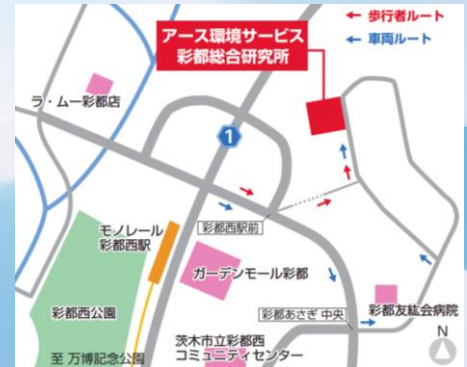 アース環境サービス
彩都総合研究所
← 歩行者ルート
← 車両ルート
ラ・ムー彩都店
1
モノレール
彩都西駅
彩都西駅前
ガーデンモール彩都
彩都西公園
彩都あさぎ 中央
彩都友紘会病院
N
至 万博記念公園
茨木市立彩都西
コミュニティセンター